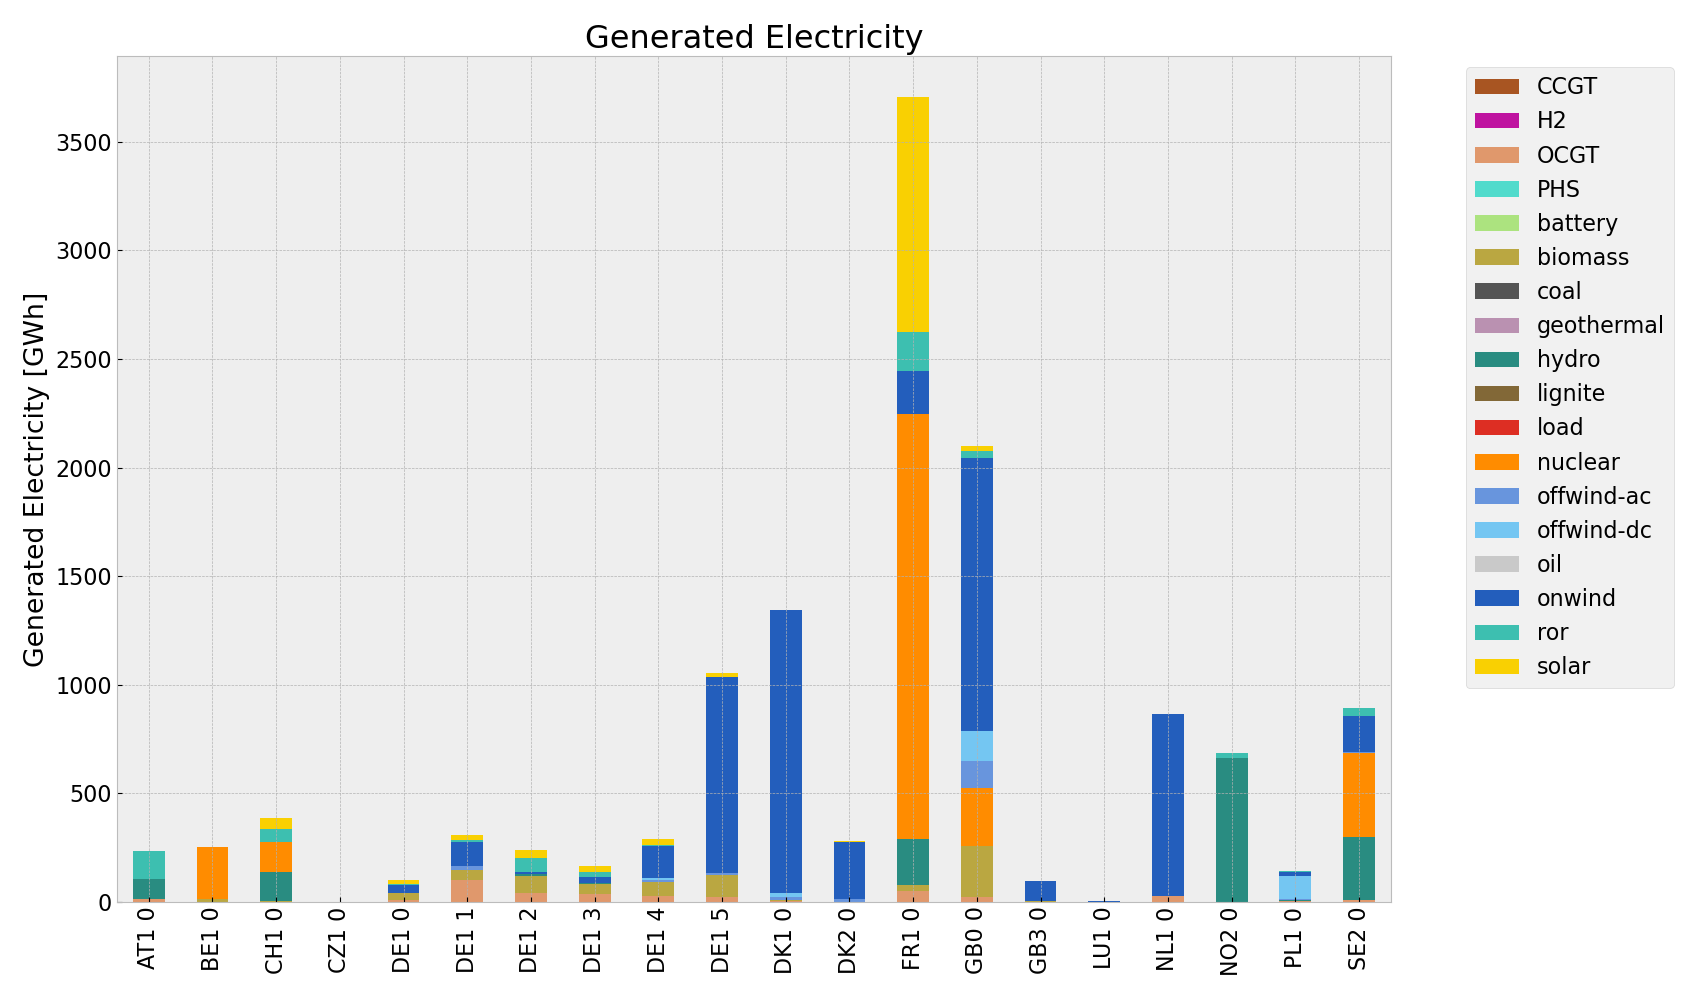 Generated Electricity
Generated Electricity [GWh]
3500
3000
2500
2000
1500
1000
500
0
AT1 0
BE1 0
CH1 0
CZ1 0
DE1 0
DE1 1
DE1 2
DE1 3
DE1 4
DE1 5
DK1 0
DK2 0
FR1 0
GB0 0
GB3 0
LU1 0
NL1 0
NO2 0
PL1 0
SE2 0
CCGT
H2
OCGT
PHS
battery
biomass
coal
geothermal
hydro
lignite
load
nuclear
offwind-ac
offwind-dc
oil
onwind
ror
solar